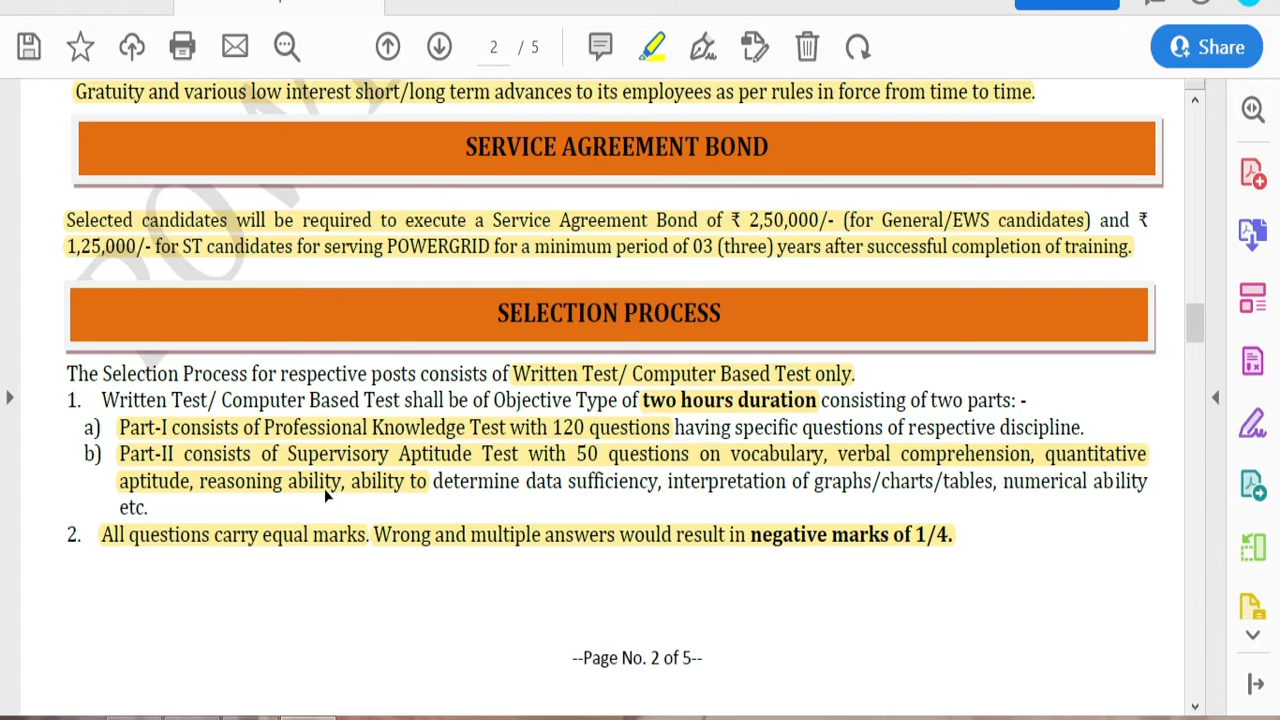 2 / 5
Share
Gratuity and various low interest short/long term advances to its employees as per rules in force from time to time.
SERVICE AGREEMENT BOND
Selected candidates will be required to execute a Service Agreement Bond of ₹ 2,50,000/- (for General/EWS candidates) and ₹
1,25,000/- for ST candidates for serving POWERGRID for a minimum period of 03 (three) years after successful completion of training.
SELECTION PROCESS
The Selection Process for respective posts consists of Written Test/ Computer Based Test only.
1. Written Test/ Computer Based Test shall be of Objective Type of two hours duration consisting of two parts: -
a) Part-I consists of Professional Knowledge Test with 120 questions having specific questions of respective discipline.
b) Part-II consists of Supervisory Aptitude Test with 50 questions on vocabulary, verbal comprehension, quantitative
aptitude, reasoning ability, ability to determine data sufficiency, interpretation of graphs/charts/tables, numerical ability
etc.
2. All questions carry equal marks. Wrong and multiple answers would result in negative marks of 1/4.
--Page No. 2 of 5--